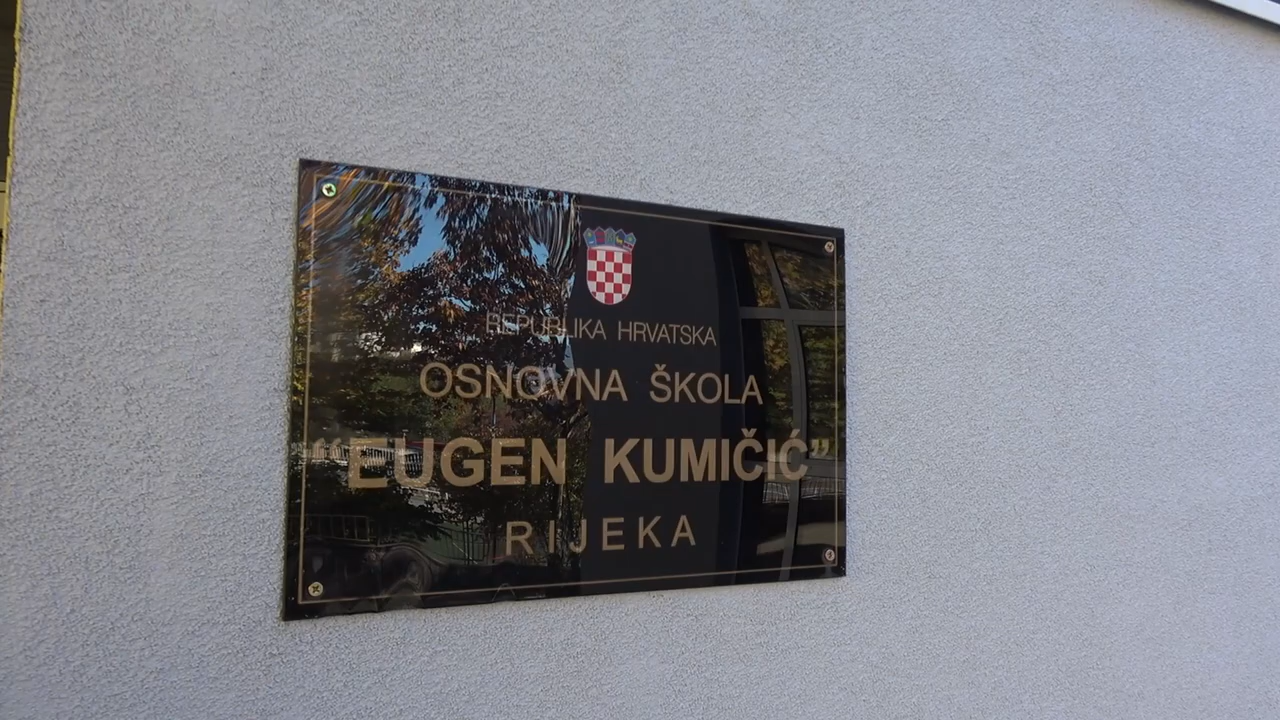 REPUBLIKA HRVATSKA
OSNOVNA ŠKOLA
“EUGEN KUMIČIĆ”
RIJEKA